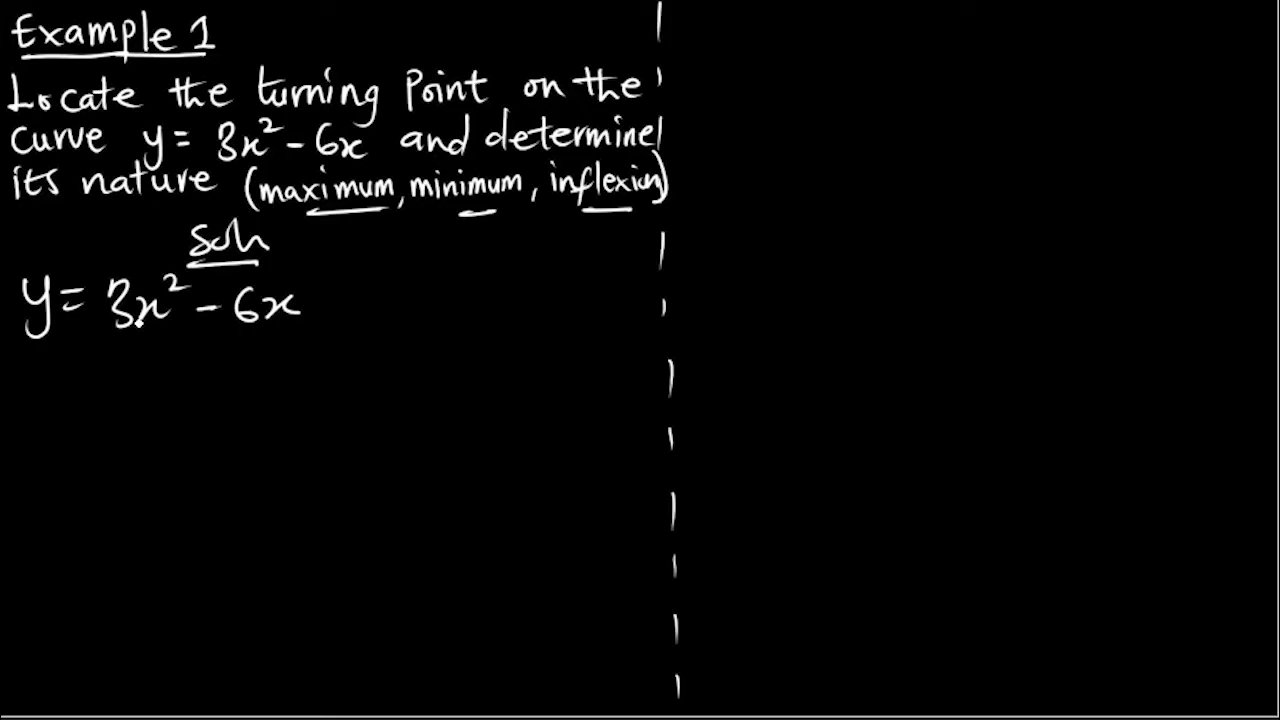 Example 1
Locate the turning Point on the
curve y = 3x² - 6x and determine
its nature (maximum, minimum, inflexion)
Soln
y = 3x² - 6x